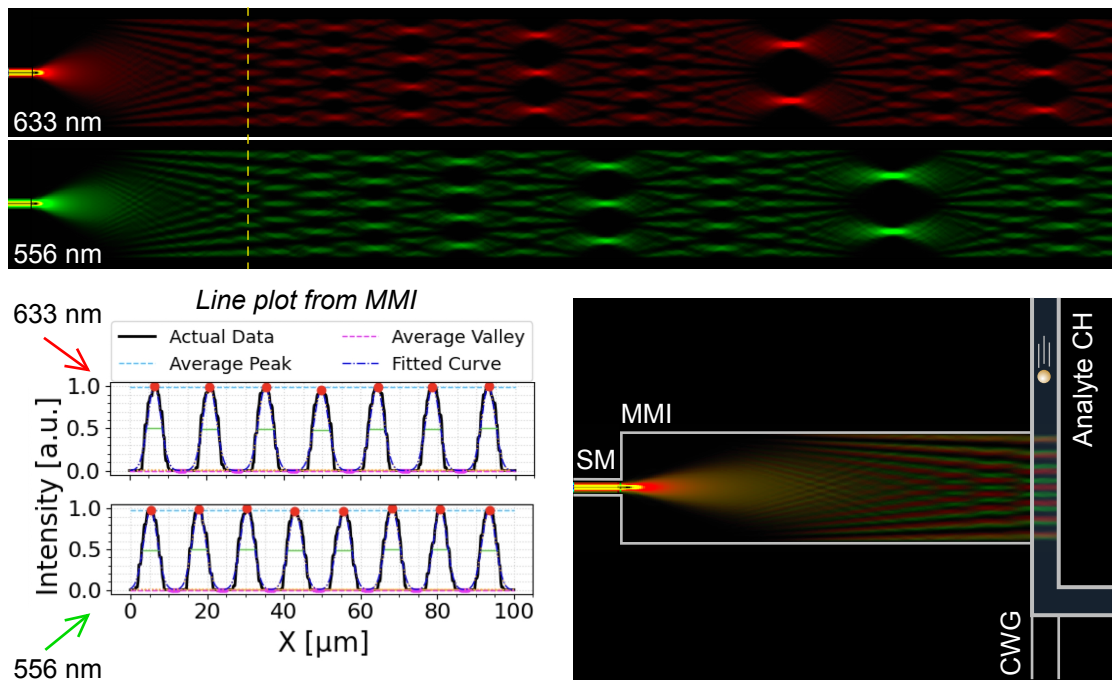 633 nm
556 nm
Line plot from MMI
633 nm
Actual Data
Average Valley
Average Peak
Fitted Curve
1.0
0.5
0.0
1.0
0.5
0.0
Intensity [a.u.]
0 20 40 60 80 100
X [μm]
556 nm
MMI
SM
Analyte CH
CWG